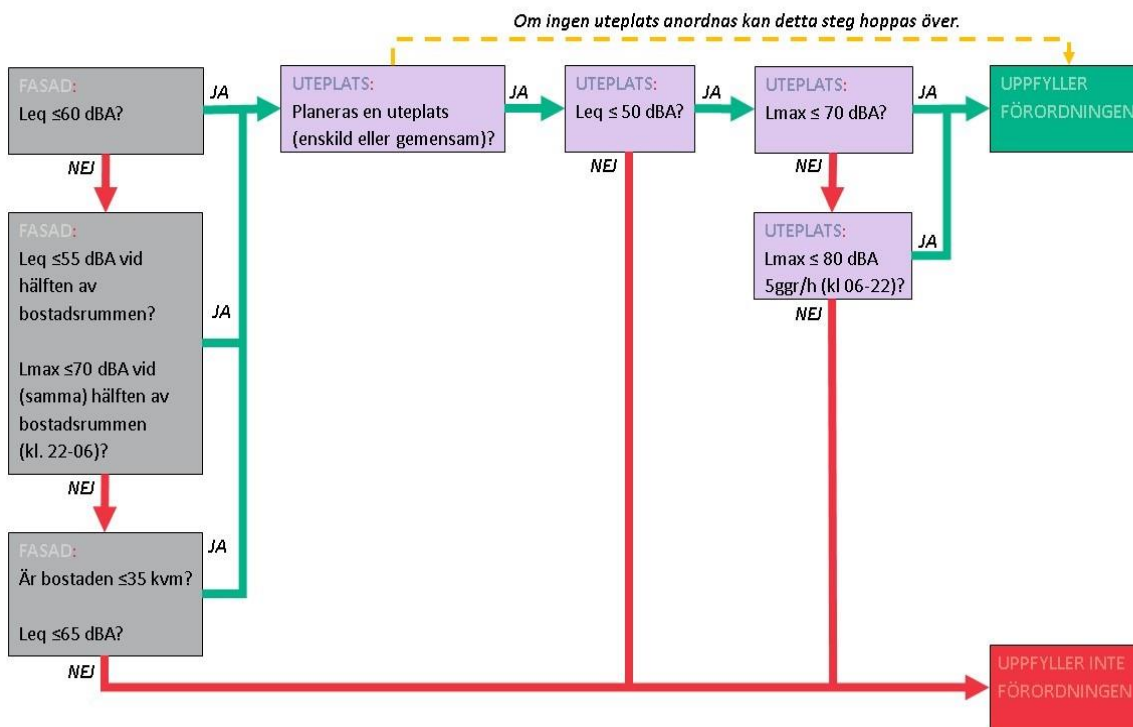 Om ingen uteplats anordnas kan detta steg hoppas över.
FASAD:
Leq ≤60 dBA?
JA
NEJ
UTEPLATS:
Planeras en uteplats
(enskild eller gemensam)?
JA
UTEPLATS:
Leq ≤ 50 dBA?
JA
NEJ
UTEPLATS:
Lmax ≤ 70 dBA?
JA
NEJ
UPPFYLLER
FÖRORDNINGEN
FASAD:
Leq ≤55 dBA vid
hälften av
bostadsrummen?
Lmax ≤70 dBA vid
(samma) hälften av
bostadsrummen
(kl. 22-06)?
JA
NEJ
UTEPLATS:
Lmax ≤ 80 dBA
5ggr/h (kl 06-22)?
JA
NEJ
FASAD:
Är bostaden ≤35 kvm?
Leq ≤65 dBA?
JA
NEJ
UPPFYLLER INTE
FÖRORDNINGEN